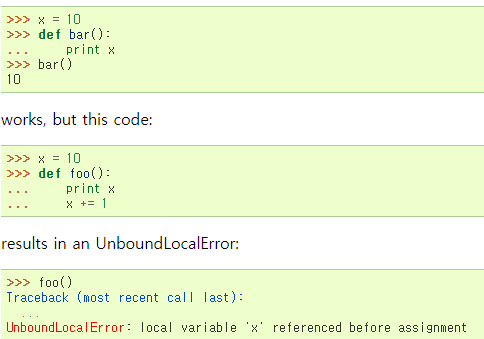 >>> x = 10
>>> def bar():
...     print x
>>> bar()
10
works, but this code:
>>> x = 10
>>> def foo():
...     print x
...     x += 1
results in an UnboundLocalError:
>>> foo()
Traceback (most recent call last):
  ...
UnboundLocalError: local variable 'x' referenced before assignment